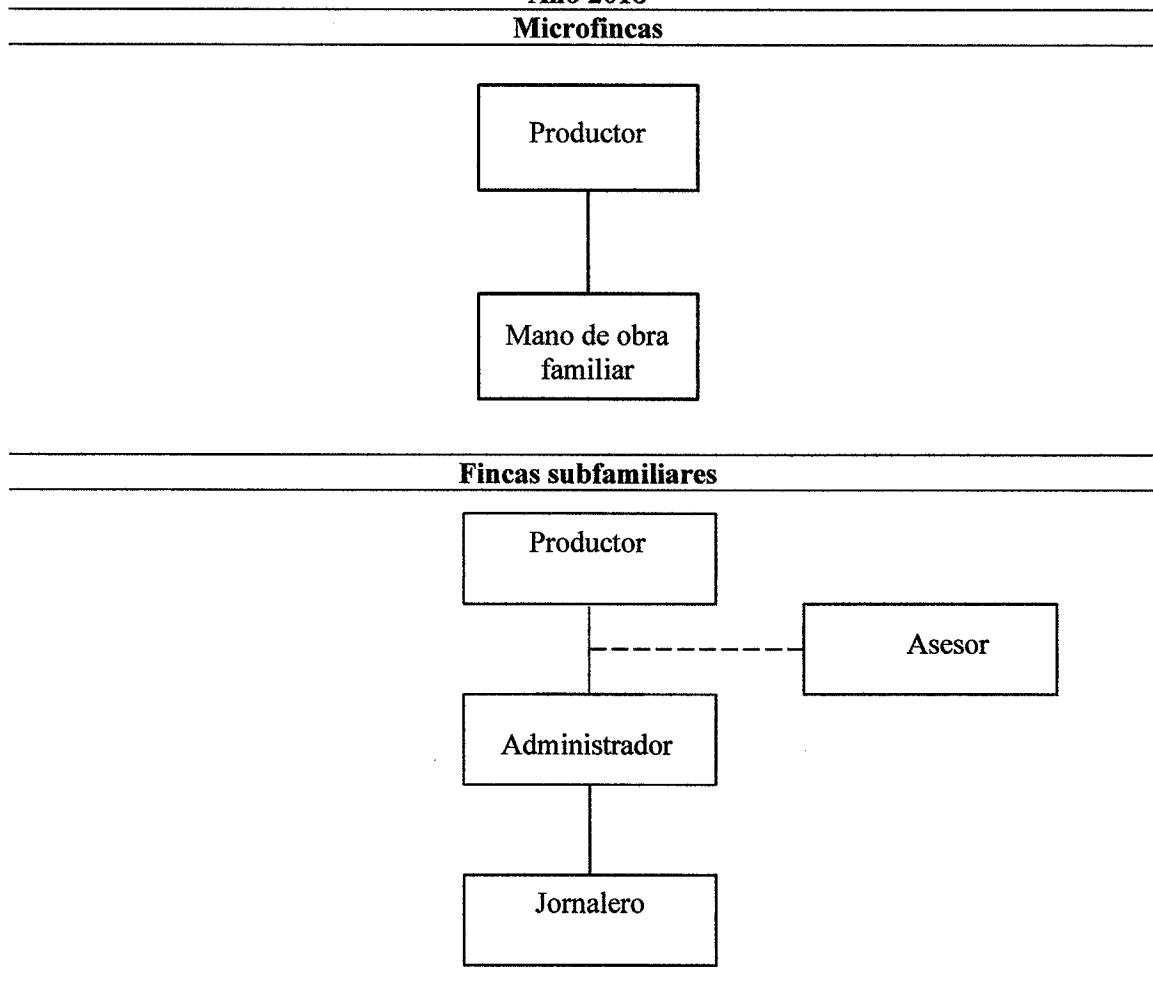 Microfincas
Productor
Mano de obra
familiar
Fincas subfamiliares
Productor
Asesor
Administrador
Jornalero